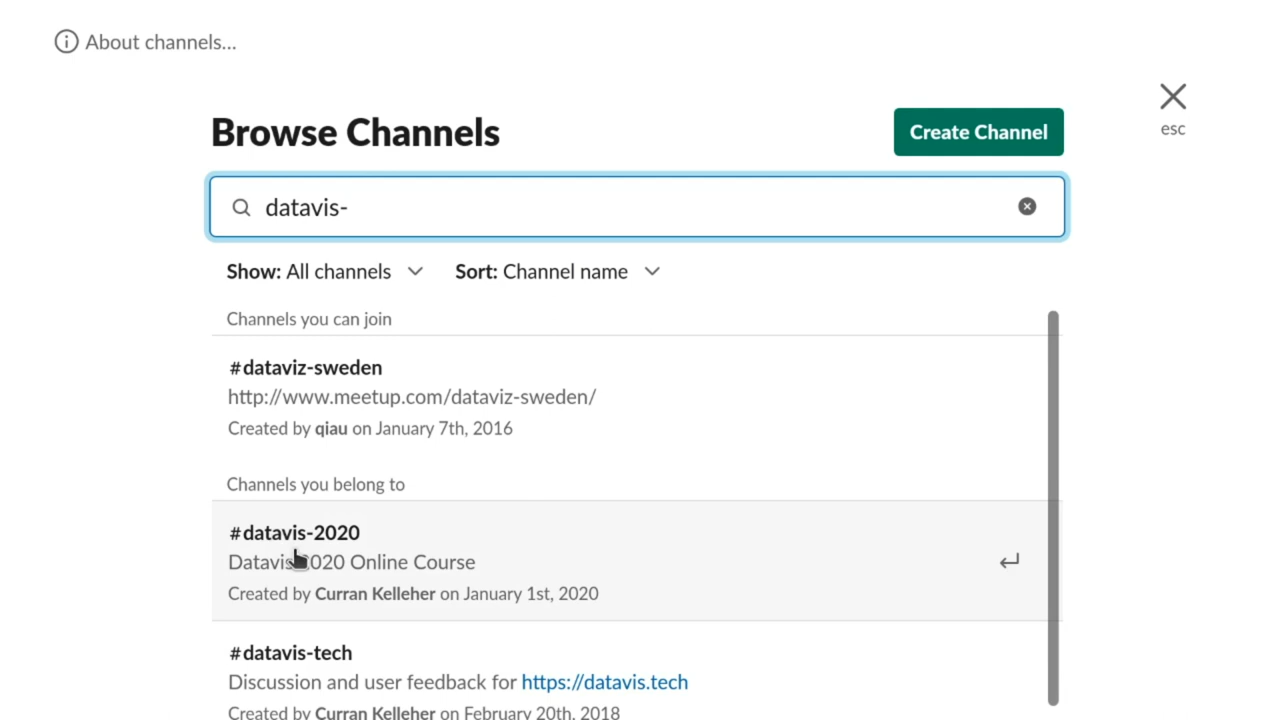 About channels...
esc
Browse Channels
Create Channel
datavis-
Show: All channels
Sort: Channel name
Channels you can join
#dataviz-sweden
http://www.meetup.com/dataviz-sweden/
Created by qiau on January 7th, 2016
Channels you belong to
#datavis-2020
Datavis 2020 Online Course
Created by Curran Kelleher on January 1st, 2020
#datavis-tech
Discussion and user feedback for https://datavis.tech
Created by Curran Kelleher on February 20th, 2018